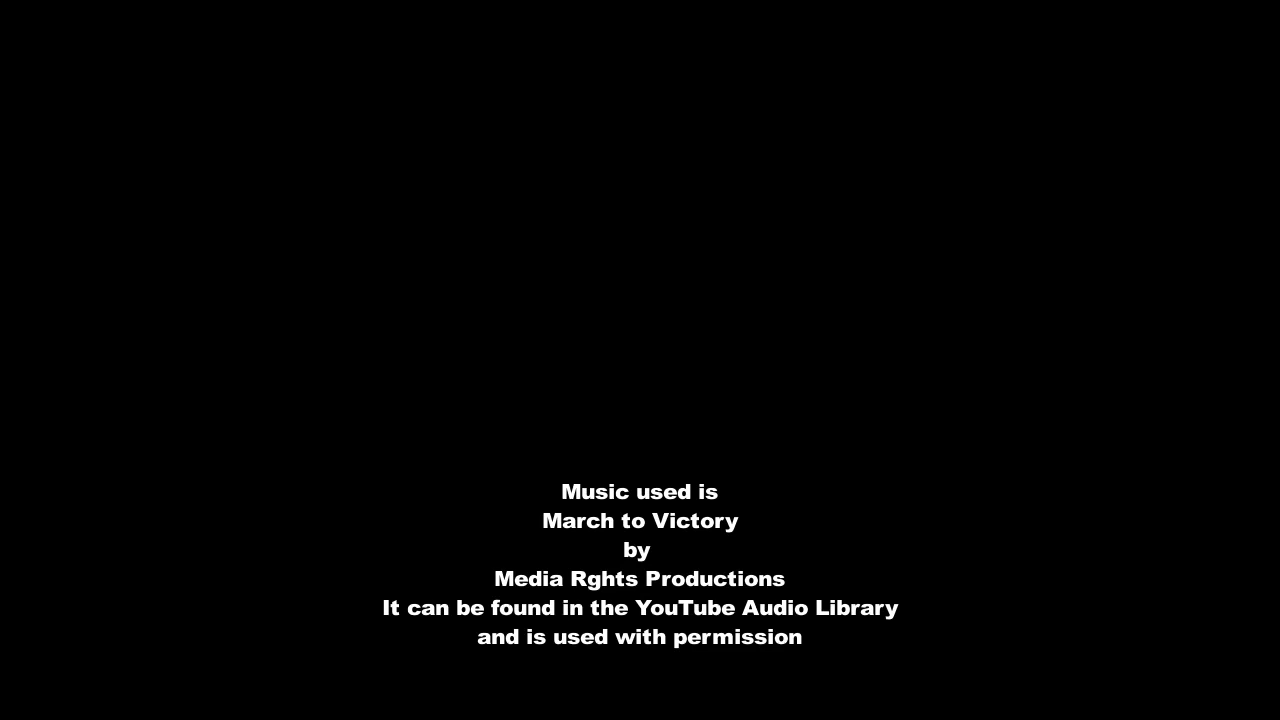 Music used is
March to Victory
by
Media Rghts Productions
It can be found in the YouTube Audio Library
and is used with permission